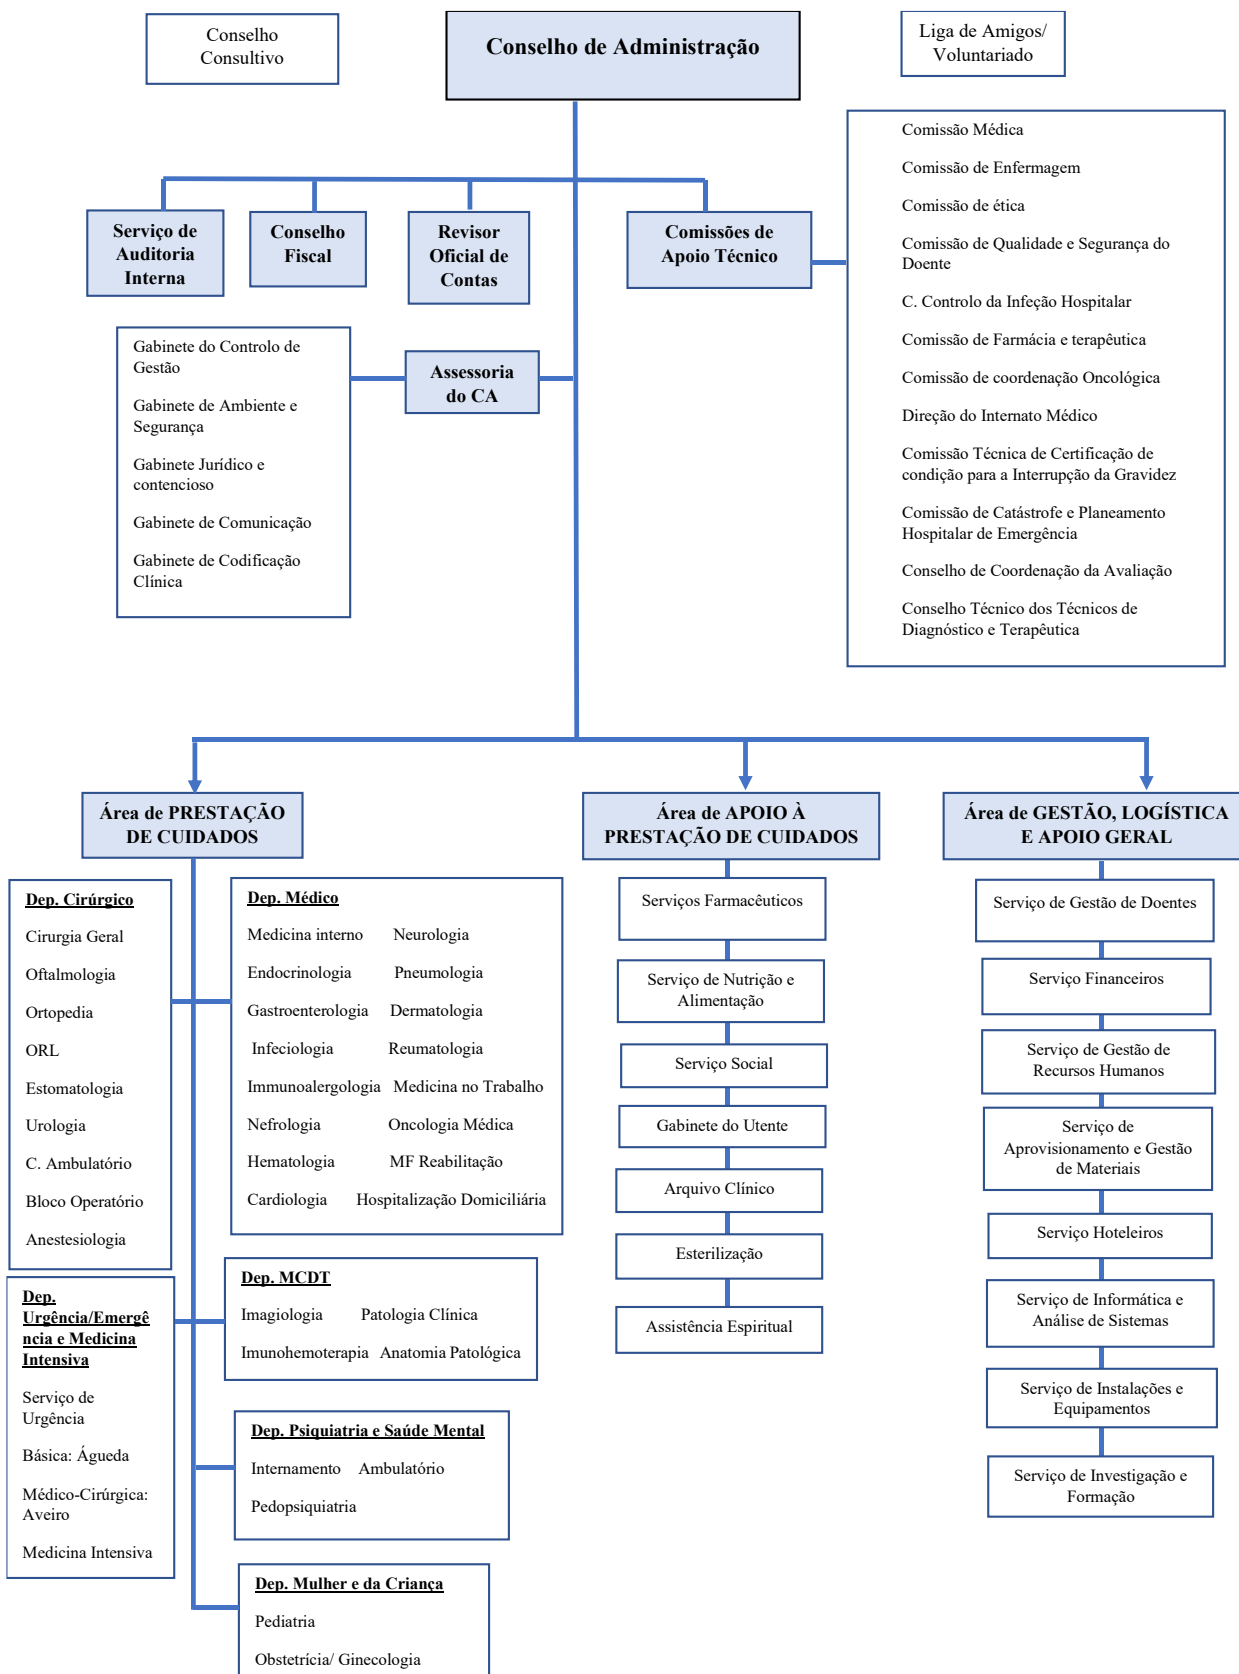 Conselho
Consultivo
Conselho de Administração
Liga de Amigos/
Voluntariado
Serviço de
Auditoria
Interna
Conselho
Fiscal
Revisor
Oficial de
Contas
Comissões de
Apoio Técnico
Comissão Médica
Comissão de Enfermagem
Comissão de ética
Comissão de Qualidade e Segurança do
Doente
C. Controlo da Infeção Hospitalar
Comissão de Farmácia e terapêutica
Comissão de coordenação Oncológica
Direção do Internato Médico
Comissão Técnica de Certificação de
condição para a Interrupção da Gravidez
Comissão de Catástrofe e Planeamento
Hospitalar de Emergência
Conselho de Coordenação da Avaliação
Conselho Técnico dos Técnicos de
Diagnóstico e Terapêutica
Assessoria
do CA
Gabinete do Controlo de
Gestão
Gabinete de Ambiente e
Segurança
Gabinete Jurídico e
contencioso
Gabinete de Comunicação
Gabinete de Codificação
Clínica
Área de PRESTAÇÃO
DE CUIDADOS
Área de APOIO À
PRESTAÇÃO DE CUIDADOS
Área de GESTÃO, LOGÍSTICA
E APOIO GERAL
Dep. Cirúrgico
Cirurgia Geral
Oftalmologia
Ortopedia
ORL
Estomatologia
Urologia
C. Ambulatório
Bloco Operatório
Anestesiologia
Dep. Médico
Medicina interno Neurologia
Endocrinologia Pneumologia
Gastroenterologia Dermatologia
Infeciologia Reumatologia
Immunoalergologia Medicina no Trabalho
Nefrologia Oncologia Médica
Hematologia MF Reabilitação
Cardiologia Hospitalização Domiciliária
Dep.
Urgência/Emergê
ncia e Medicina
Intensiva
Serviço de
Urgência
Básica: Águeda
Médico-Cirúrgica:
Aveiro
Medicina Intensiva
Dep. MCDT
Imagiologia Patologia Clínica
Imunohemoterapia Anatomia Patológica
Dep. Psiquiatria e Saúde Mental
Internamento Ambulatório
Pedopsiquiatria
Dep. Mulher e da Criança
Pediatria
Obstetrícia/ Ginecologia
Serviços Farmacêuticos
Serviço de Nutrição e
Alimentação
Serviço Social
Gabinete do Utente
Arquivo Clínico
Esterilização
Assistência Espiritual
Serviço de Gestão de Doentes
Serviço Financeiros
Serviço de Gestão de
Recursos Humanos
Serviço de
Aprovisionamento e Gestão
de Materiais
Serviço Hoteleiros
Serviço de Informática e
Análise de Sistemas
Serviço de Instalações e
Equipamentos
Serviço de Investigação e
Formação